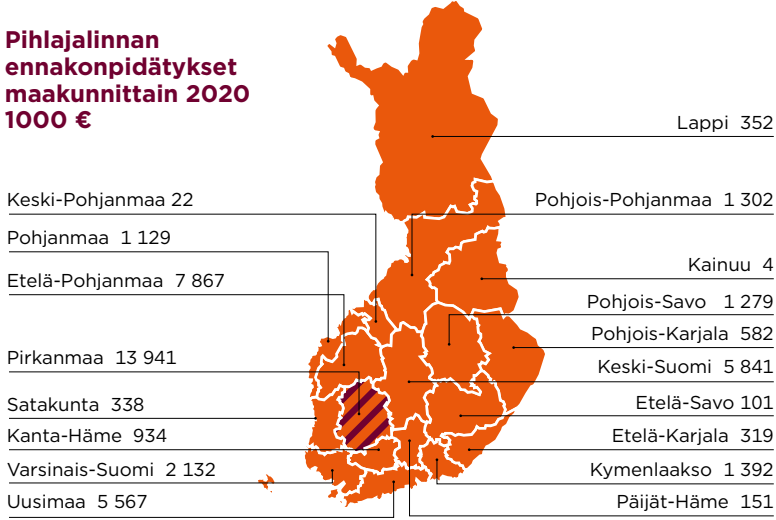 Pihlajalinnan
ennakonpidätykset
maakunnittain 2020
1000 €
Keski-Pohjanmaa 22
Pohjanmaa 1 129
Etelä-Pohjanmaa 7 867
Pirkanmaa 13 941
Satakunta 338
Kanta-Häme 934
Varsinais-Suomi 2 132
Uusimaa 5 567
Lappi 352
Pohjois-Pohjanmaa 1 302
Kainuu 4
Pohjois-Savo 1 279
Pohjois-Karjala 582
Keski-Suomi 5 841
Etelä-Savo 101
Etelä-Karjala 319
Kymenlaakso 1 392
Päijät-Häme 151